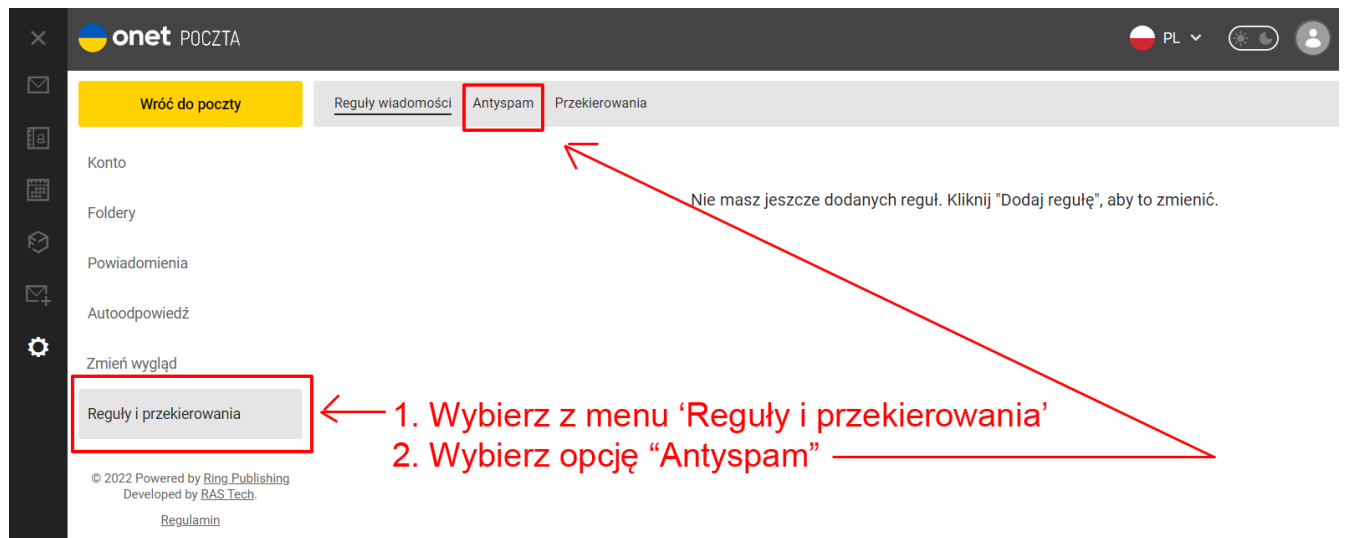 onet POCZTA
PL
Wróć do poczty
Reguły wiadomości Antyspam Przekierowania
Konto
Nie masz jeszcze dodanych reguł. Kliknij "Dodaj regułę", aby to zmienić.
Foldery
Powiadomienia
Autoodpowiedź
Zmień wygląd
Reguły i przekierowania
1. Wybierz z menu ‘Reguły i przekierowania’
2. Wybierz opcję “Antyspam”
© 2022 Powered by Ring Publishing
Developed by RAS Tech.
Regulamin